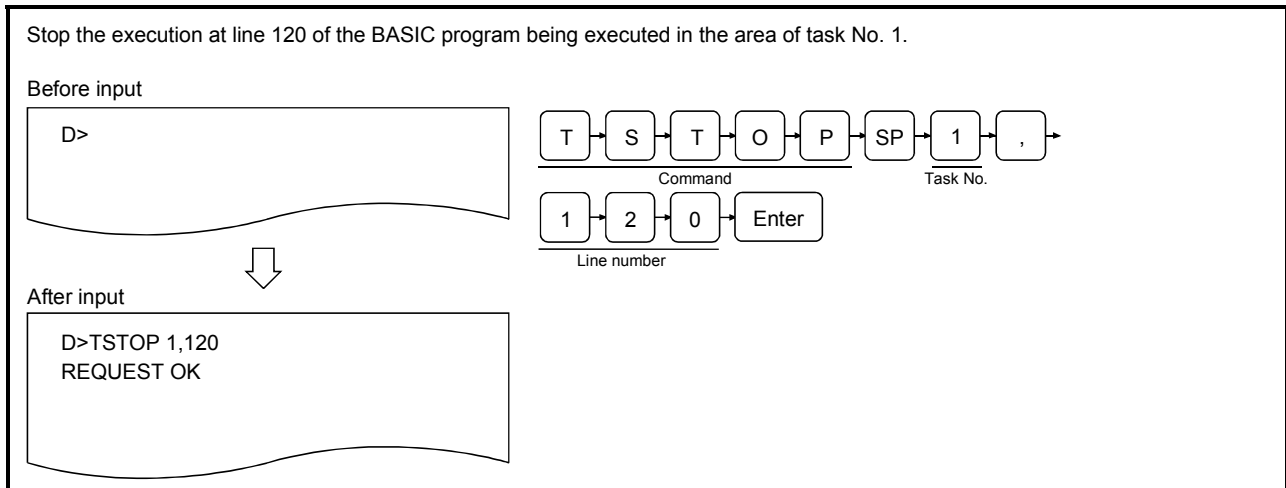 Stop the execution at line 120 of the BASIC program being executed in the area of task No. 1.
Before input
D>
T S T O P SP 1 ,
Command Task No.
1 2 0 Enter
Line number
After input
D>TSTOP 1,120
REQUEST OK